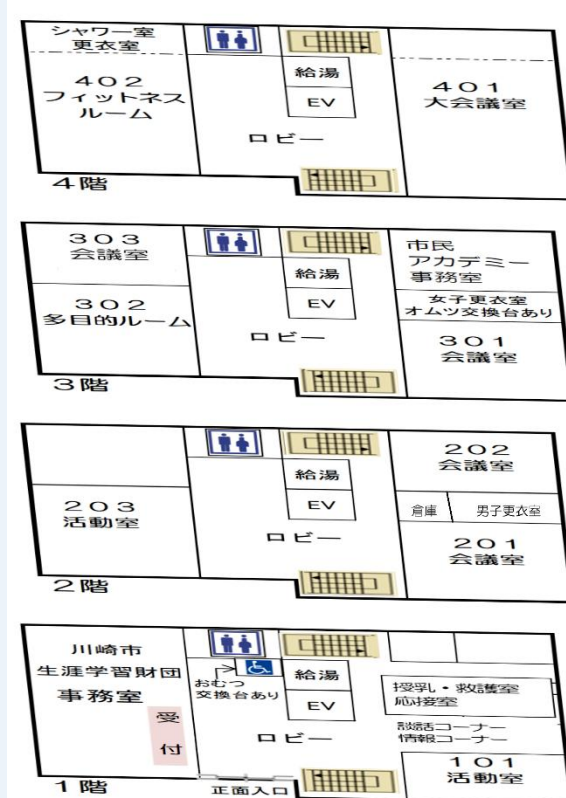 シャワー室
更衣室
402
フィットネス
ルーム
給湯
EV
ロビー
401
大会議室
4階
303
会議室
302
多目的ルーム
給湯
EV
ロビー
市民
アカデミー
事務室
女子更衣室
オムツ交換台あり
301
会議室
3階
203
活動室
給湯
EV
ロビー
202
会議室
倉庫 男子更衣室
201
会議室
2階
川崎市
生涯学習財団
事務室
受付
おむつ
交換台あり
給湯
EV
ロビー
授乳・救護室
応接室
談話コーナー
情報コーナー
101
活動室
1階
正面入口